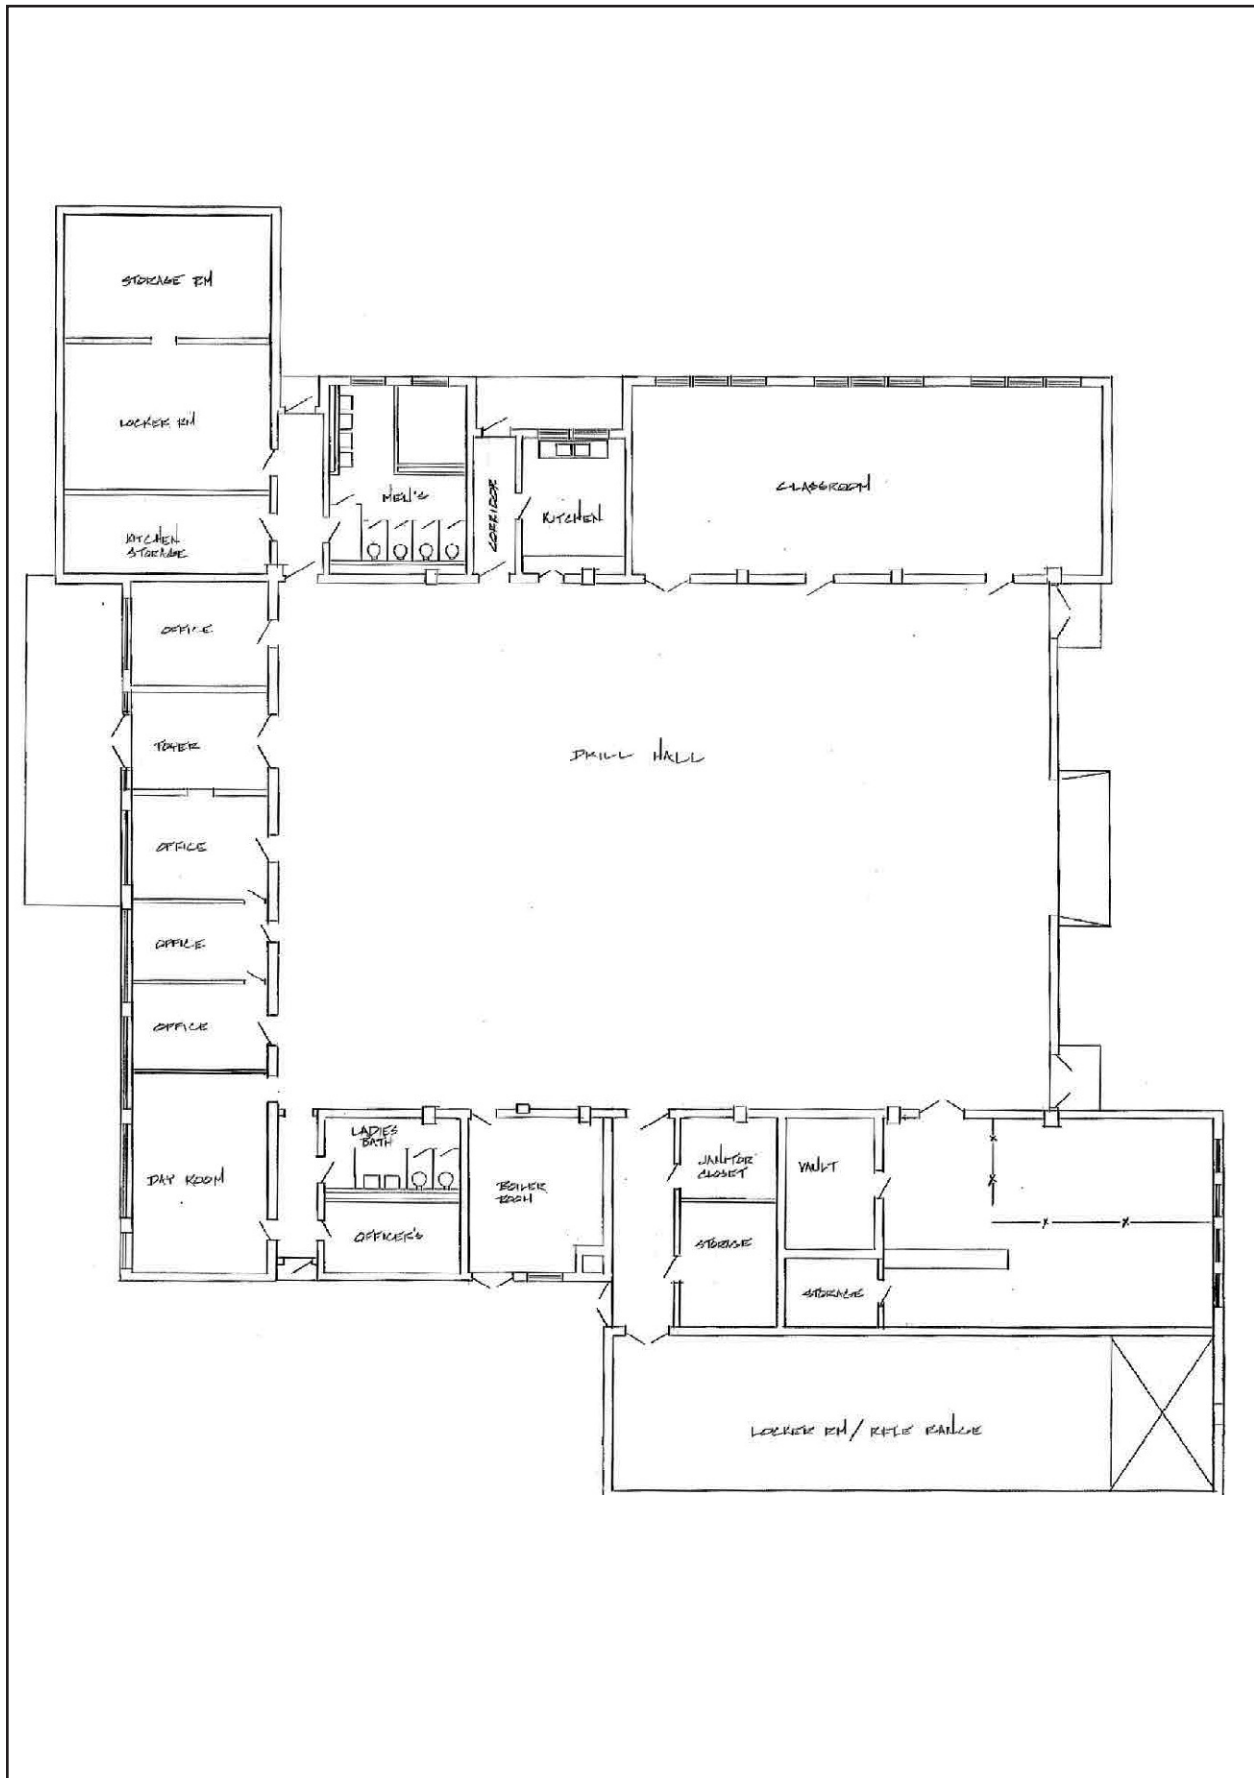 STORAGE RM
LOCKER RM
MEN'S
CORRIDOR
KITCHEN
CLASSROOM
KITCHEN
STORAGE
OFFICE
FOYER
DRILL HALL
OFFICE
OFFICE
OFFICE
DAY ROOM
LADIES
BATH
OFFICER'S
BOILER
ROOM
JANITOR
CLOSET
STORAGE
VAULT
STORAGE
LOCKER RM/ RFLE RANGE